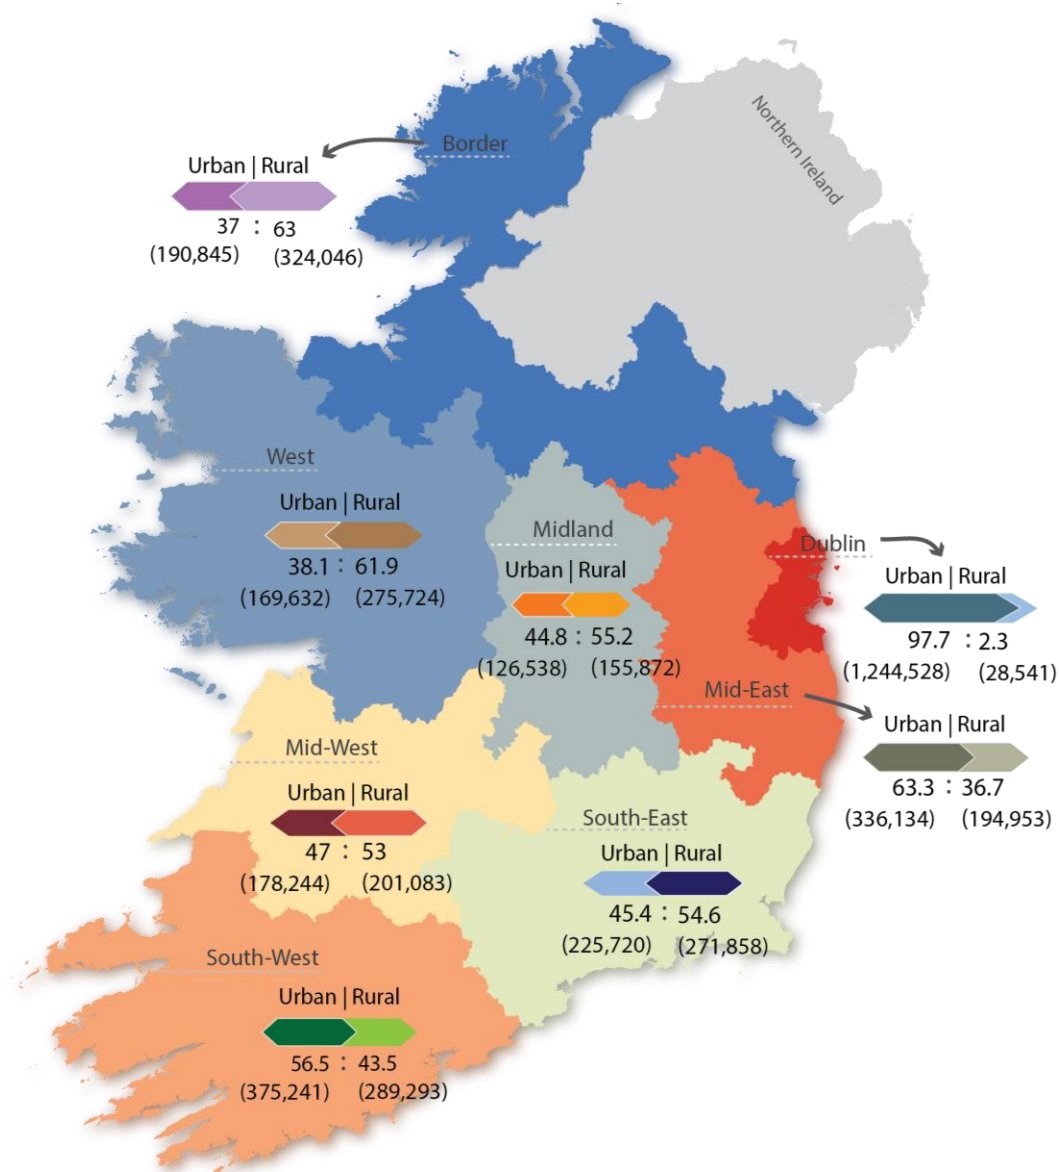 Northern Ireland
Border
Urban | Rural
37 : 63
(190,845) (324,046)
West
Urban | Rural
38.1 : 61.9
(169,632) (275,724)
Midland
Urban | Rural
44.8 : 55.2
(126,538) (155,872)
Dublin
Urban | Rural
97.7 : 2.3
(1,244,528) (28,541)
Mid-East
Urban | Rural
63.3 : 36.7
(336,134) (194,953)
Mid-West
Urban | Rural
47 : 53
(178,244) (201,083)
South-East
Urban | Rural
45.4 : 54.6
(225,720) (271,858)
South-West
Urban | Rural
56.5 : 43.5
(375,241) (289,293)